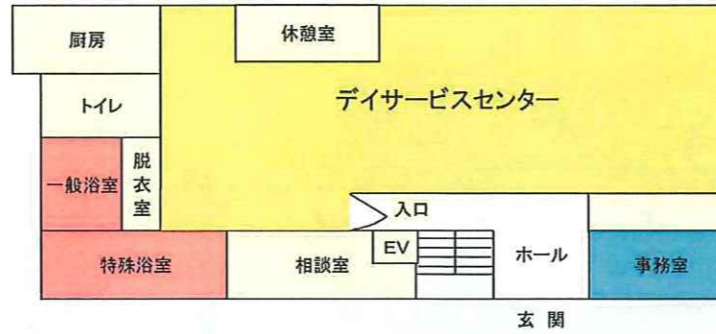 厨房
休憩室
トイレ
デイサービスセンター
一般浴室
脱衣室
入口
特殊浴室
相談室
EV
ホール
事務室
玄関